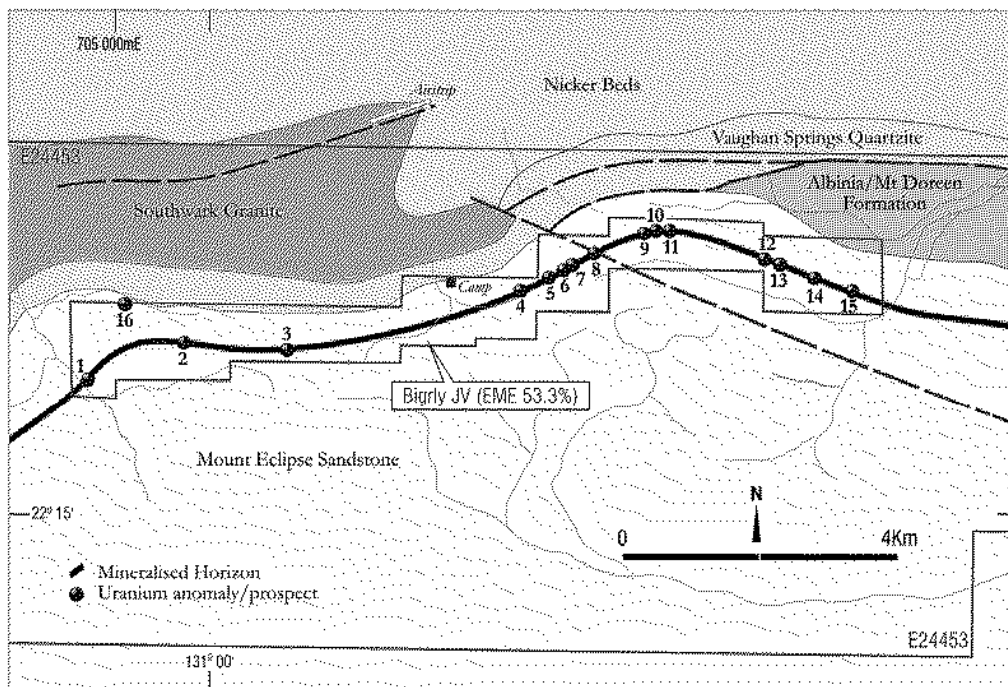 705 000mE
Airstrip
Nicker Beds
Vaughan Springs Quartzite
E24453
Albinia/Mt Doreen
Formation
Southwark Granite
10
9
11
12
8
13
7
6
5
14
Camp
4
15
16
3
2
1
Bigrly JV (EME 53.3%)
Mount Eclipse Sandstone
N
22° 15'
0
4Km
Mineralised Horizon
Uranium anomaly/prospect
E24453
131° 00'